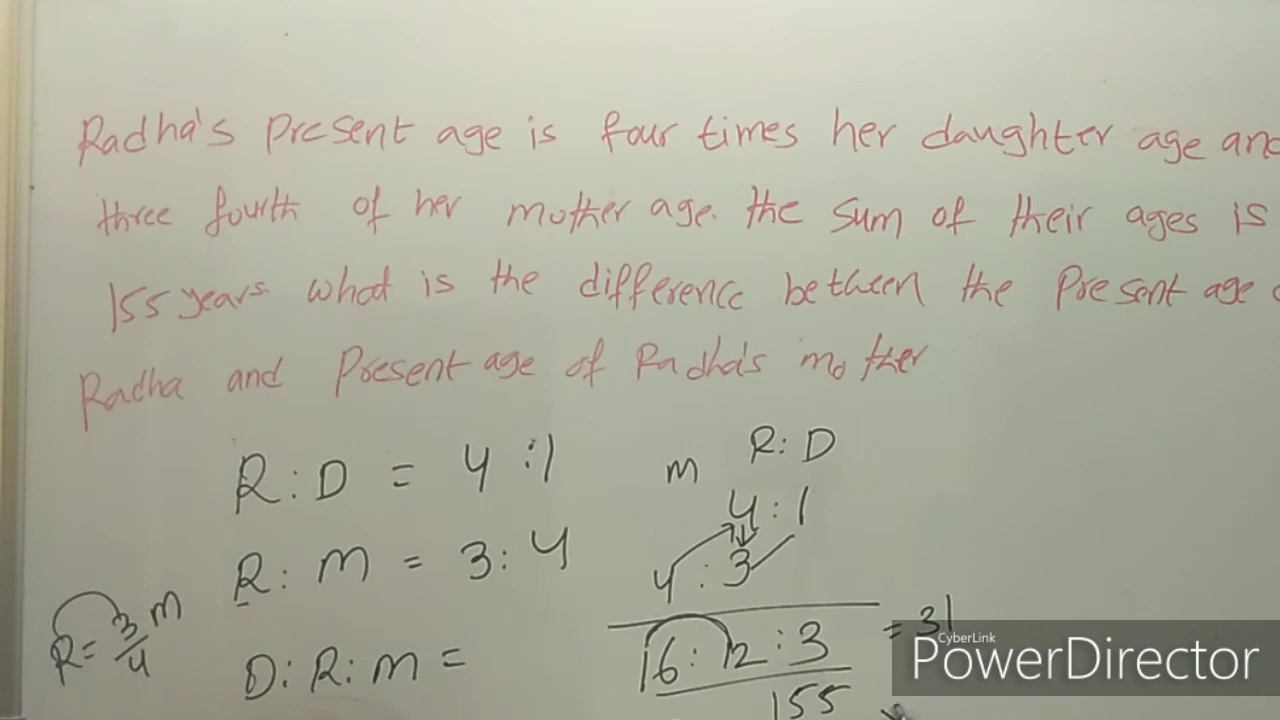 Radha's present age is four times her daughter age and
three fourth of her mother age. the sum of their ages is
155 years what is the difference between the present age
Radha and present age of Radha's mother
R:D = 4:1
R:M = 3:4
R = 3/4 M
D:R:M =
M R:D
4:1
4:3
16:12:3 = 31
155
CyberLink
PowerDirector